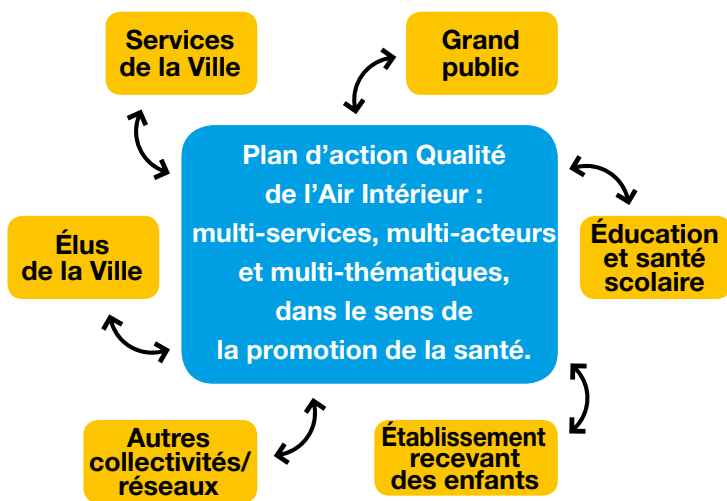 Services
de la Ville
Grand
public
Plan d’action Qualité
de l’Air Intérieur :
multi-services, multi-acteurs
et multi-thématiques,
dans le sens de
la promotion de la santé.
Élus
de la Ville
Éducation
et santé
scolaire
Autres
collectivités/
réseaux
Établissement
recevant
des enfants